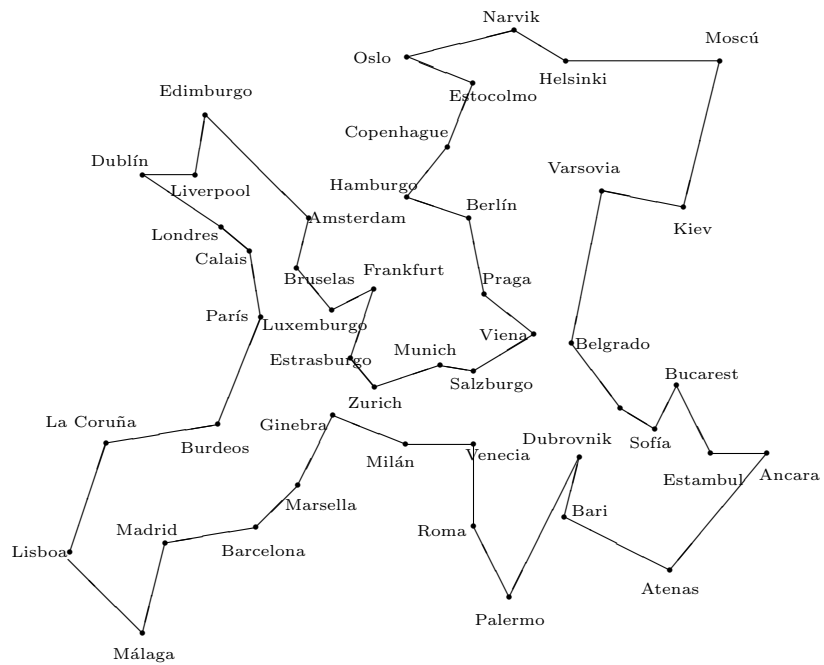 Narvik
Moscú
Oslo
Helsinki
Edimburgo
Estocolmo
Copenhague
Dublín
Varsovia
Liverpool
Hamburgo
Berlín
Amsterdam
Londres
Kiev
Calais
Frankfurt
Bruselas
Praga
París
Luxemburgo
Viena
Belgrado
Munich
Estrasburgo
Bucarest
Salzburgo
Zurich
La Coruña
Ginebra
Dubrovnik
Sofía
Burdeos
Venecia
Milán
Ancara
Estambul
Marsella
Bari
Madrid
Roma
Lisboa
Barcelona
Atenas
Palermo
Málaga